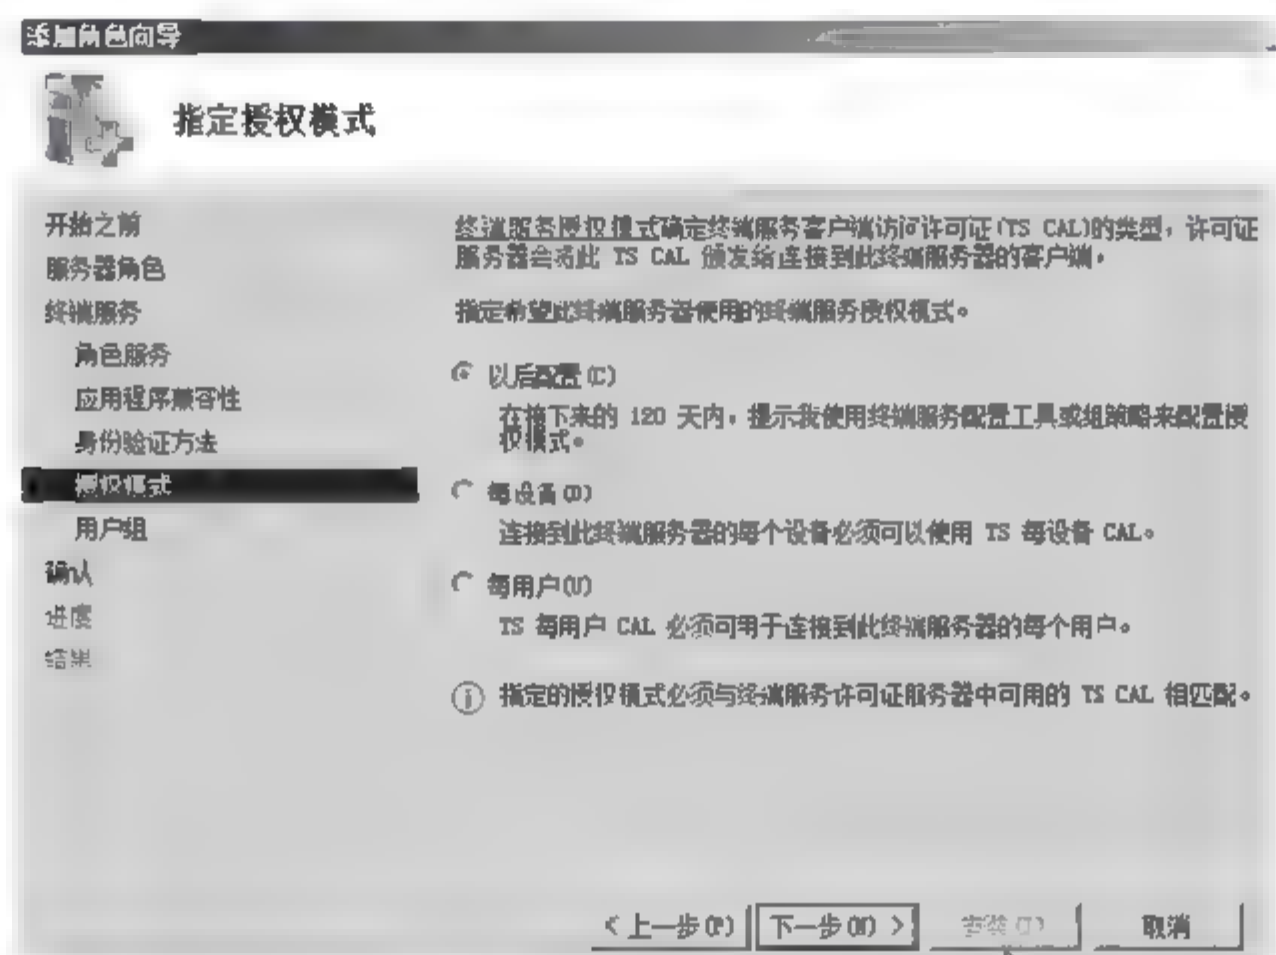 添加角色向导
指定授权模式
开始之前
服务器角色
终端服务
角色服务
应用程序兼容性
身份验证方法
授权模式
用户组
确认
进度
结果
终端服务授权模式确定终端服务客户端访问许可证(TS CAL)的类型，许可证
服务器会将此 TS CAL 颁发给连接到此终端服务器的客户端。
指定希望此终端服务器使用的终端服务授权模式。
以后配置(C)
在接下来的 120 天内，提示我使用终端服务配置工具或组策略来配置授
权模式。
每设备(D)
连接到此终端服务器的每个设备必须可以使用 TS 每设备 CAL。
每用户(U)
TS 每用户 CAL 必须可用于连接到此终端服务器的每个用户。
指定的授权模式必须与终端服务许可证服务器中可用的 TS CAL 相匹配。
< 上一步(P)
下一步(N) >
安装(I)
取消